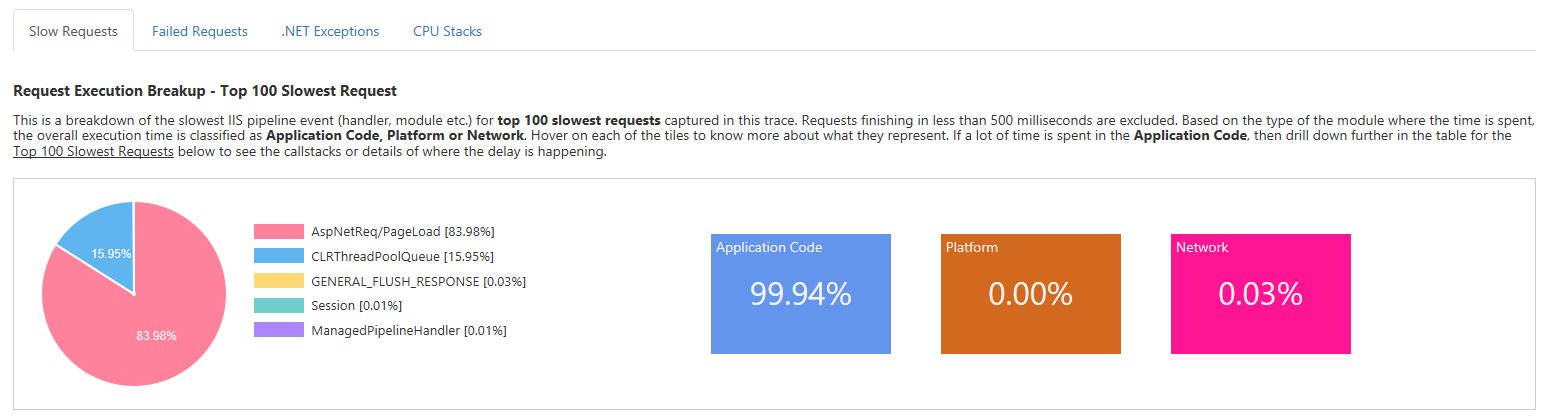 Slow Requests
Failed Requests
.NET Exceptions
CPU Stacks
Request Execution Breakup - Top 100 Slowest Request
This is a breakdown of the slowest IIS pipeline event (handler, module etc.) for top 100 slowest requests captured in this trace. Requests finishing in less than 500 milliseconds are excluded. Based on the type of the module where the time is spent,
the overall execution time is classified as Application Code, Platform or Network. Hover on each of the tiles to know more about what they represent. If a lot of time is spent in the Application Code, then drill down further in the table for the
Top 100 Slowest Requests below to see the callstacks or details of where the delay is happening.
15.95%
83.98%
AspNetReq/PageLoad [83.98%]
CLRThreadPoolQueue [15.95%]
GENERAL_FLUSH_RESPONSE [0.03%]
Session [0.01%]
ManagedPipelineHandler [0.01%]
Application Code
99.94%
Platform
0.00%
Network
0.03%